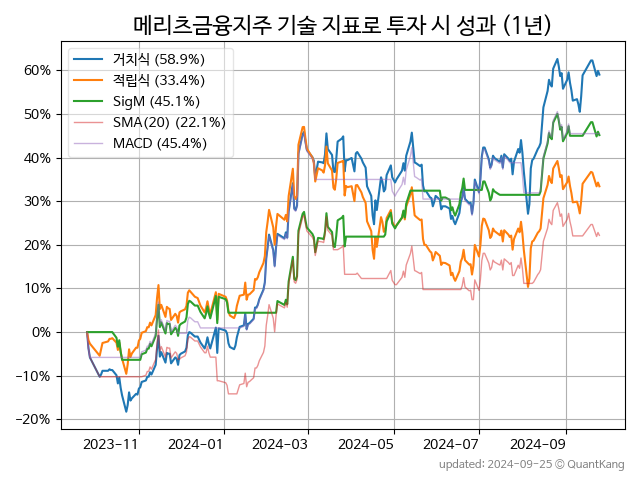 메리츠금융지주 기술 지표로 투자 시 성과 (1년)
거치식 (58.9%)
적립식 (33.4%)
SigM (45.1%)
SMA(20) (22.1%)
MACD (45.4%)
60%
50%
40%
30%
20%
10%
0%
−10%
−20%
2023-11 2024-01 2024-03 2024-05 2024-07 2024-09
updated: 2024-09-25 © QuantKang